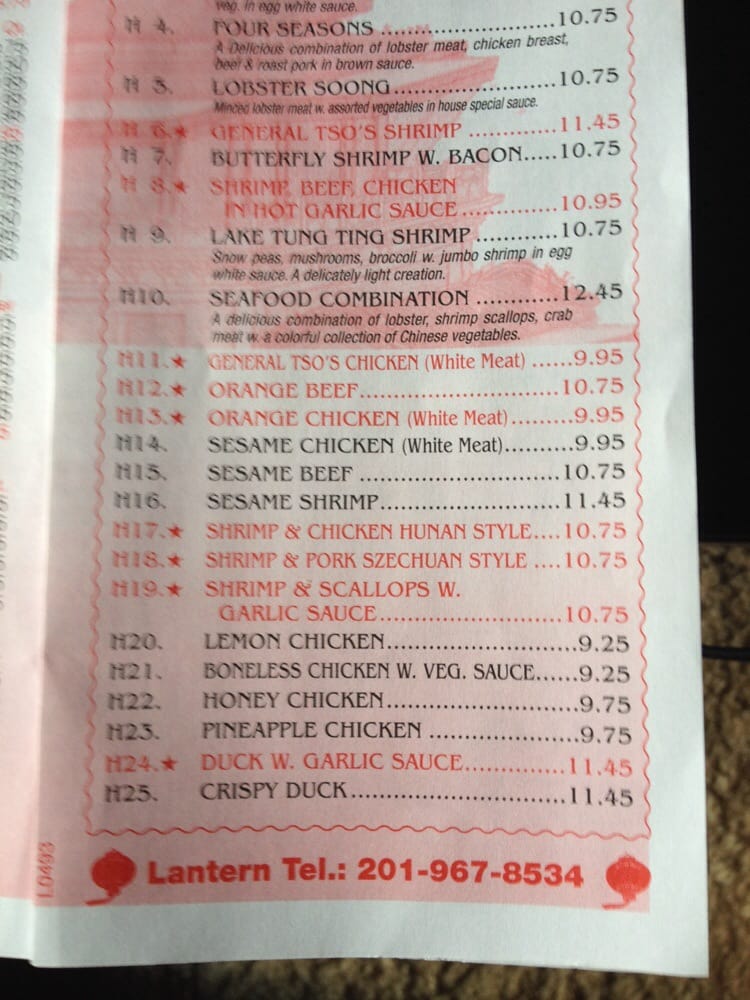 veg. in egg white sauce.
H 4. FOUR SEASONS ........................10.75
A Delicious combination of lobster meat, chicken breast,
beef & roast pork in brown sauce.
H 5. LOBSTER SOONG........................10.75
Minced lobster meat w. assorted vegetables in house special sauce.
H 6.★ GENERAL TSO'S SHRIMP ............11.45
H 7. BUTTERFLY SHRIMP W. BACON.....10.75
H 8.★ SHRIMP, BEEF, CHICKEN
IN HOT GARLIC SAUCE .............10.95
H 9. LAKE TUNG TING SHRIMP ...........10.75
Snow peas, mushrooms, broccoli w. jumbo shrimp in egg
white sauce. A delicately light creation.
H10. SEAFOOD COMBINATION ...........12.45
A delicious combination of lobster, shrimp scallops, crab
meat w. a colorful collection of Chinese vegetables.
H11.★ GENERAL TSO'S CHICKEN (White Meat) ......9.95
H12.★ ORANGE BEEF.........................10.75
H13.★ ORANGE CHICKEN (White Meat)........9.95
H14. SESAME CHICKEN (White Meat)..........9.95
H15. SESAME BEEF .........................10.75
H16. SESAME SHRIMP......................11.45
H17.★ SHRIMP & CHICKEN HUNAN STYLE....10.75
H18.★ SHRIMP & PORK SZECHUAN STYLE ....10.75
H19.★ SHRIMP & SCALLOPS W.
GARLIC SAUCE.......................10.75
H20. LEMON CHICKEN........................9.25
H21. BONELESS CHICKEN W. VEG. SAUCE......9.25
H22. HONEY CHICKEN........................9.75
H23. PINEAPPLE CHICKEN ..................9.75
H24.★ DUCK W. GARLIC SAUCE.............11.45
H25. CRISPY DUCK...........................11.45
L0493
Lantern Tel.: 201-967-8534